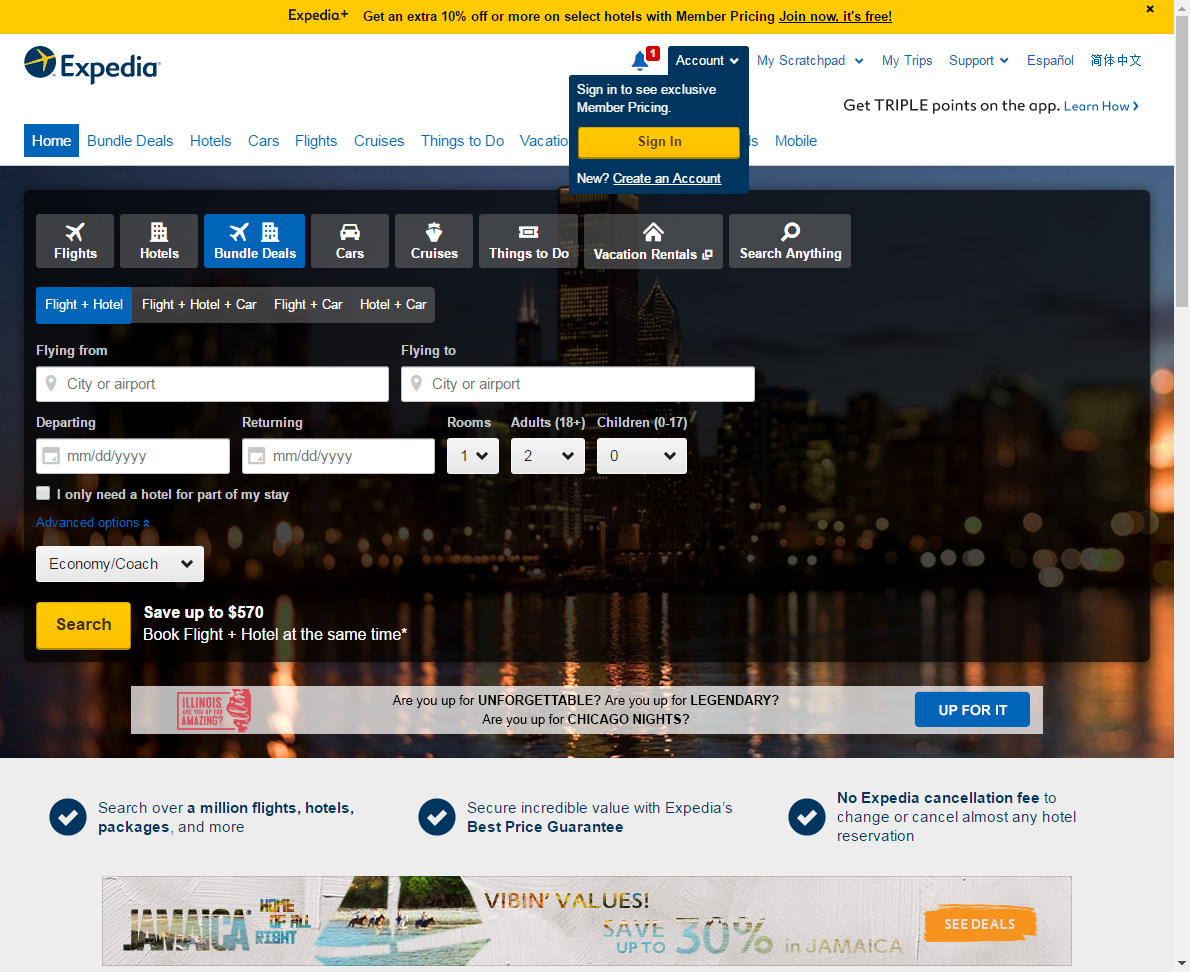 Expedia+ Get an extra 10% off or more on select hotels with Member Pricing Join now, it's free!
Expedia
1
Account
My Scratchpad
My Trips
Support
Español
简体中文
Sign in to see exclusive
Member Pricing.
Sign In
New? Create an Account
Get TRIPLE points on the app. Learn How
Home
Bundle Deals
Hotels
Cars
Flights
Cruises
Things to Do
Vacatio
ls
Mobile
Flights
Hotels
Bundle Deals
Cars
Cruises
Things to Do
Vacation Rentals
Search Anything
Flight + Hotel
Flight + Hotel + Car
Flight + Car
Hotel + Car
Flying from
Flying to
City or airport
City or airport
Departing
Returning
Rooms
Adults (18+)
Children (0-17)
mm/dd/yyyy
mm/dd/yyyy
1
2
0
I only need a hotel for part of my stay
Advanced options
Economy/Coach
Search
Save up to $570
Book Flight + Hotel at the same time*
ILLINOIS
ARE YOU UP FOR
AMAZING?
Are you up for UNFORGETTABLE? Are you up for LEGENDARY?
Are you up for CHICAGO NIGHTS?
UP FOR IT
Search over a million flights, hotels,
packages, and more
Secure incredible value with Expedia's
Best Price Guarantee
No Expedia cancellation fee to
change or cancel almost any hotel
reservation
JAMAICA
HOME
OF ALL
RIGHT
VIBIN' VALUES!
SAVE
UP TO 30% in JAMAICA
SEE DEALS